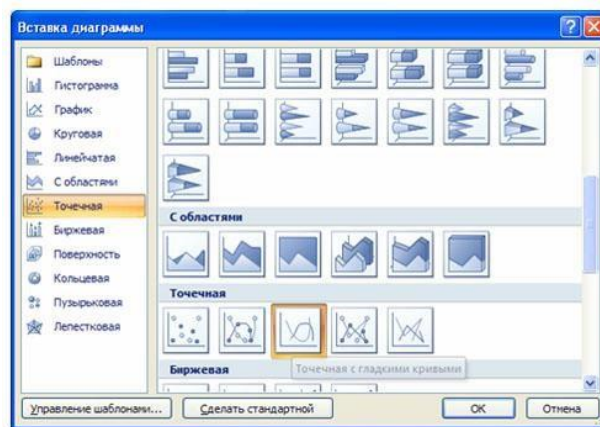 Вставка диаграммы
Шаблоны
Гистограмма
График
Круговая
Линейчатая
С областями
Точечная
Биржевая
Поверхность
Кольцевая
Пузырьковая
Лепестковая
С областями
Точечная
Точечная с гладкими кривыми
Биржевая
Управление шаблонами...
Сделать стандартной
ОК
Отмена